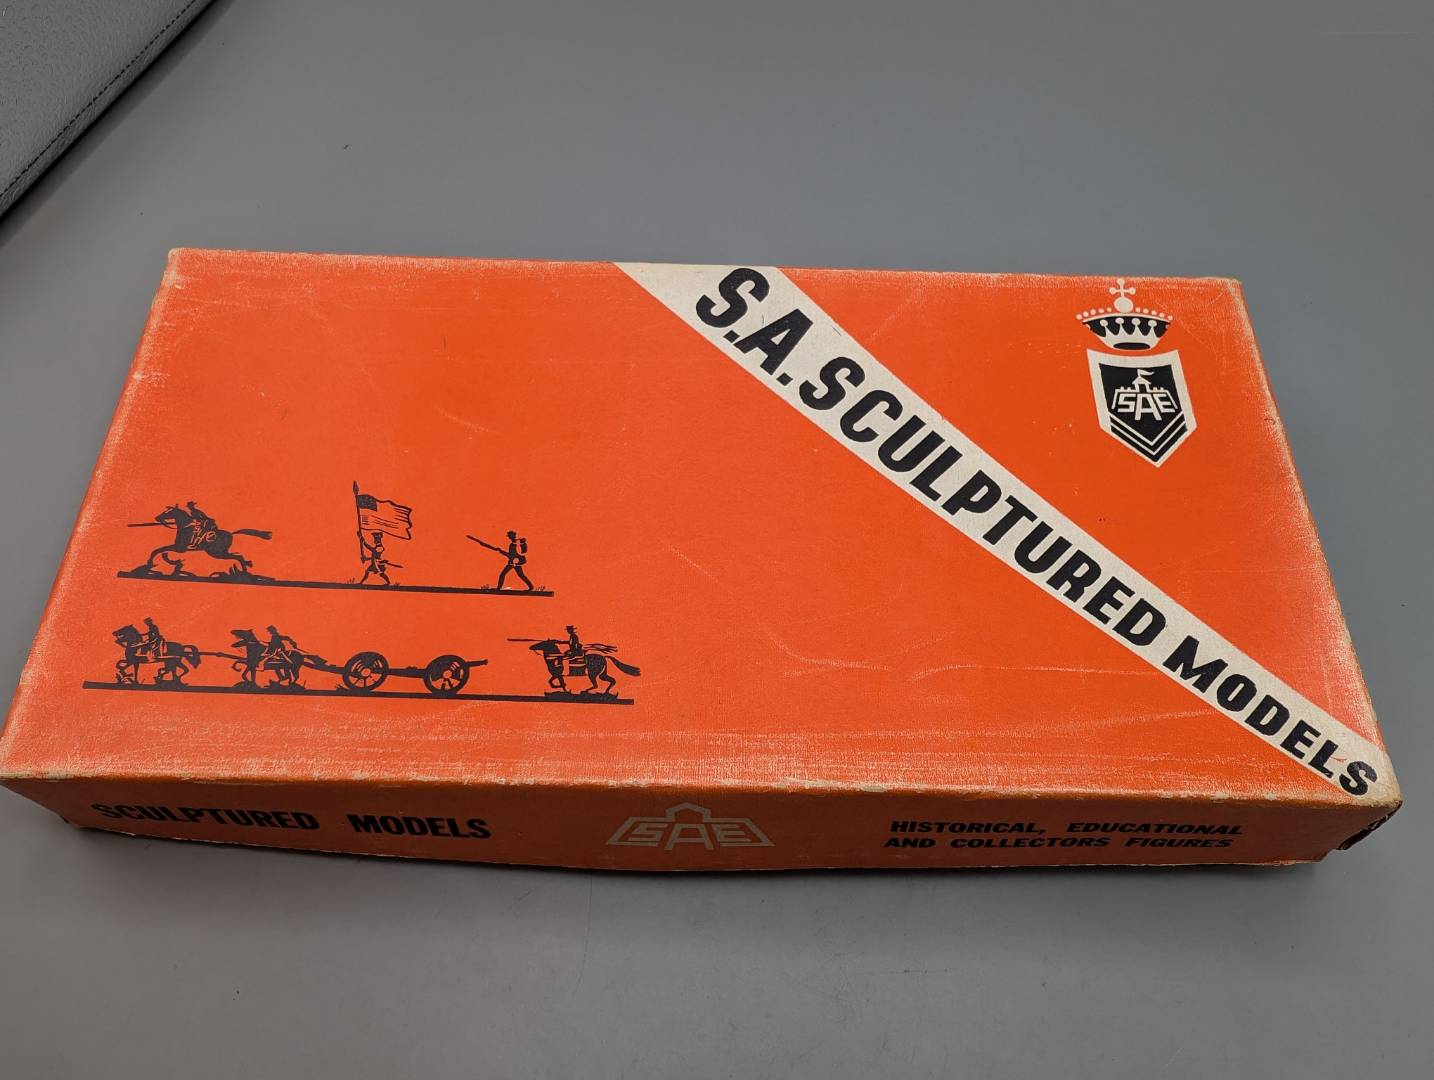 S.A. SCULPTURED MODELS
SAE
SCULPTURED MODELS
SAE
HISTORICAL, EDUCATIONAL
AND COLLECTORS FIGURES